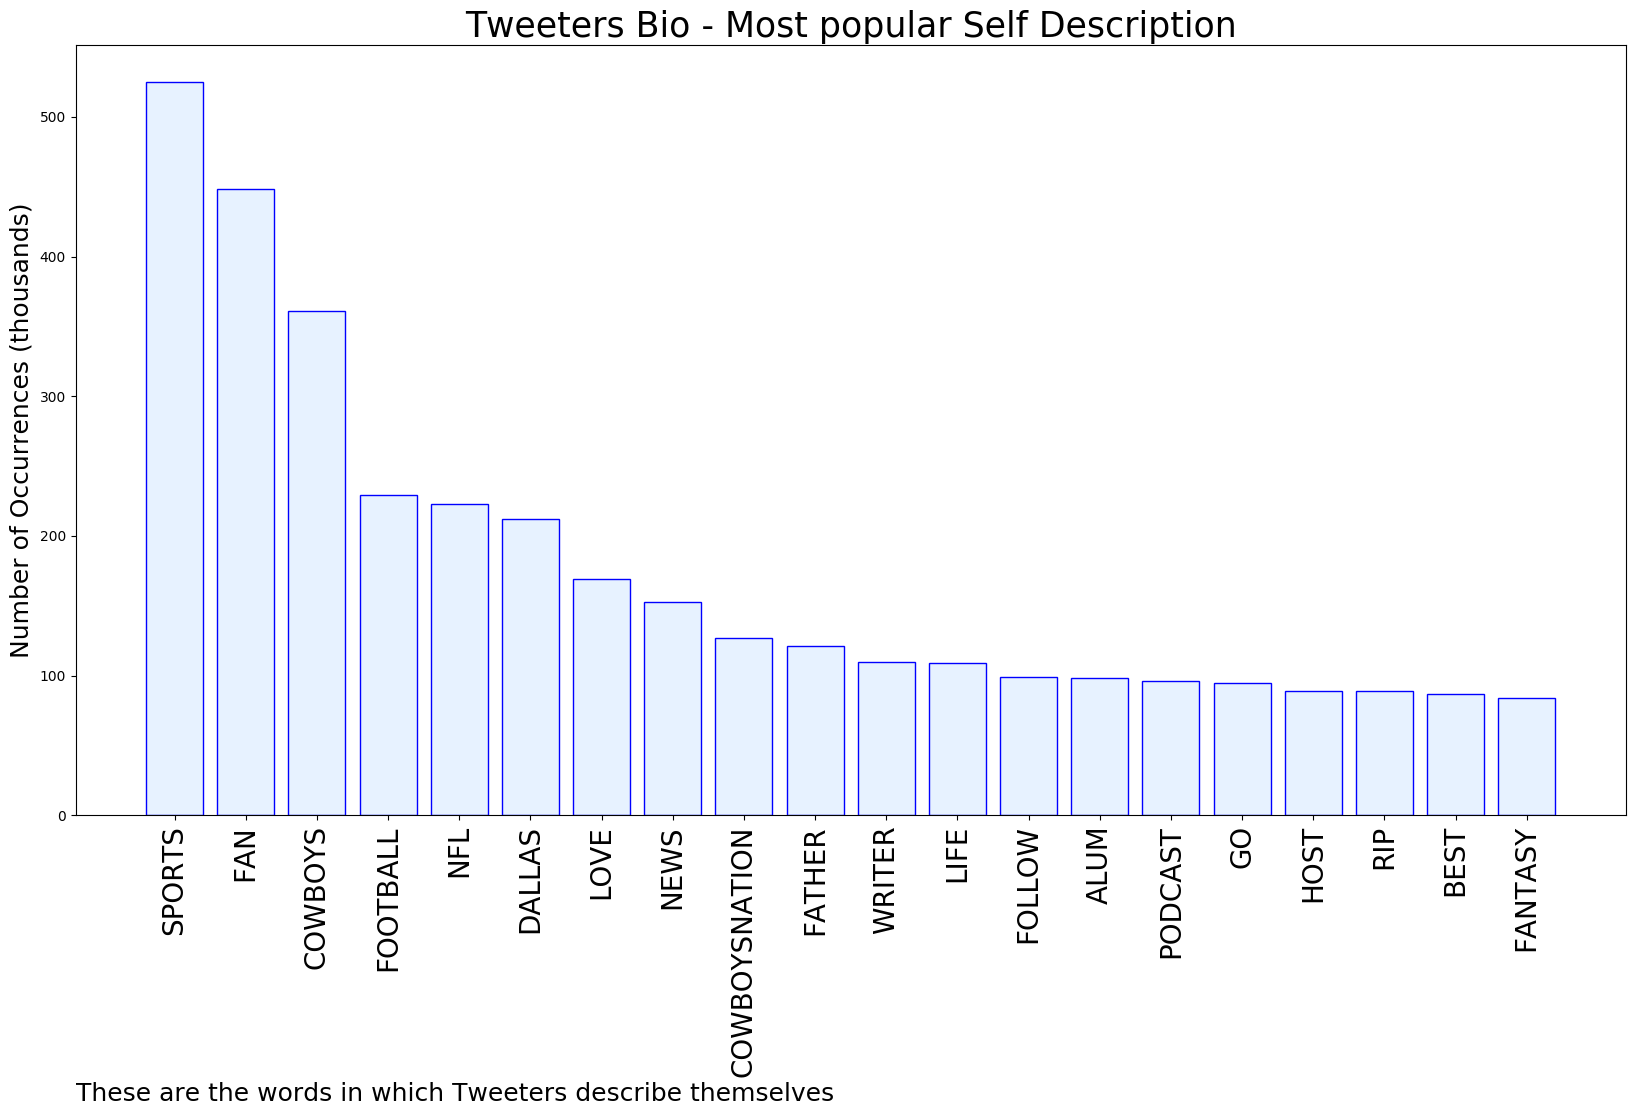 Tweeters Bio - Most popular Self Description
Number of Occurrences (thousands)
500
400
300
200
100
0
SPORTS
FAN
COWBOYS
FOOTBALL
NFL
DALLAS
LOVE
NEWS
COWBOYSNATION
FATHER
WRITER
LIFE
FOLLOW
ALUM
PODCAST
GO
HOST
RIP
BEST
FANTASY
These are the words in which Tweeters describe themselves